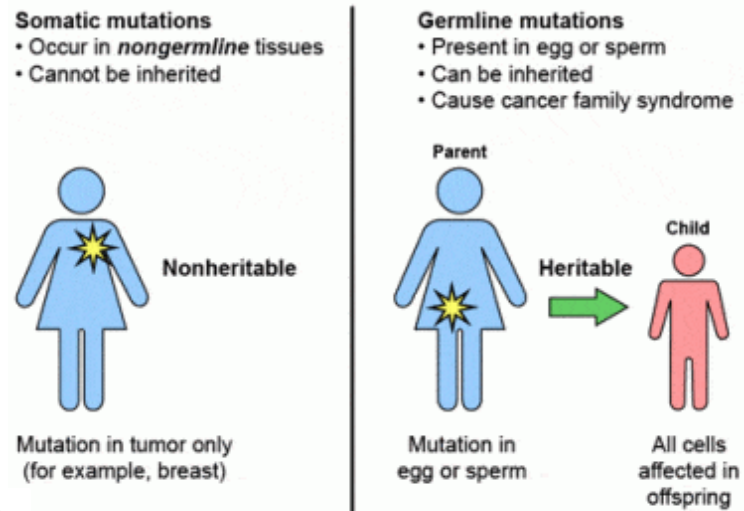 Somatic mutations
• Occur in nongermline tissues
• Cannot be inherited
Nonheritable
Mutation in tumor only
(for example, breast)
Germline mutations
• Present in egg or sperm
• Can be inherited
• Cause cancer family syndrome
Parent
Heritable
Child
Mutation in
egg or sperm
All cells
affected in
offspring